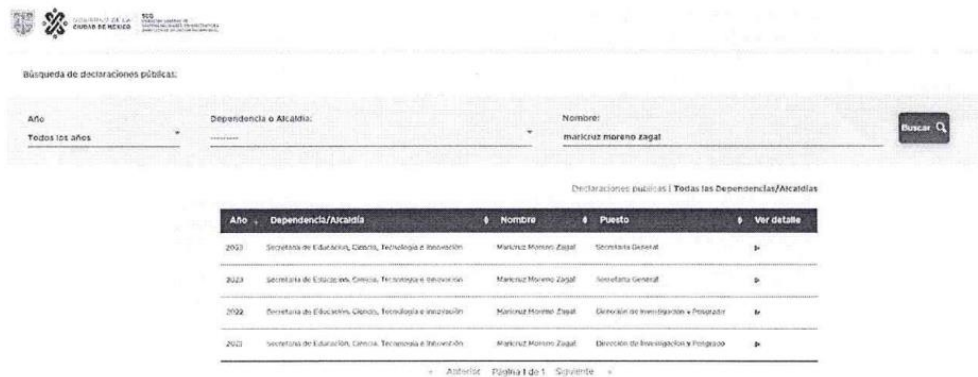 GOBIERNO DE LA
CIUDAD DE MÉXICO
SCG
Búsqueda de declaraciones públicas:
Año
Todos los años
Dependencia o Alcaldía:
---------
Nombre:
maricruz moreno zagal
Buscar
Declaraciones públicas | Todas las Dependencias/Alcaldías
Año Dependencia/Alcaldía Nombre Puesto Ver detalle
2023 Secretaría de Educación, Ciencia, Tecnología e Innovación Maricruz Moreno Zagal Secretaria General
2023 Secretaría de Educación, Ciencia, Tecnología e Innovación Maricruz Moreno Zagal Secretaria General
2022 Secretaría de Educación, Ciencia, Tecnología e Innovación Maricruz Moreno Zagal Dirección de Investigación y Posgrado
2021 Secretaría de Educación, Ciencia, Tecnología e Innovación Maricruz Moreno Zagal Dirección de Investigación y Posgrado
« Anterior Página 1 de 1 Siguiente »